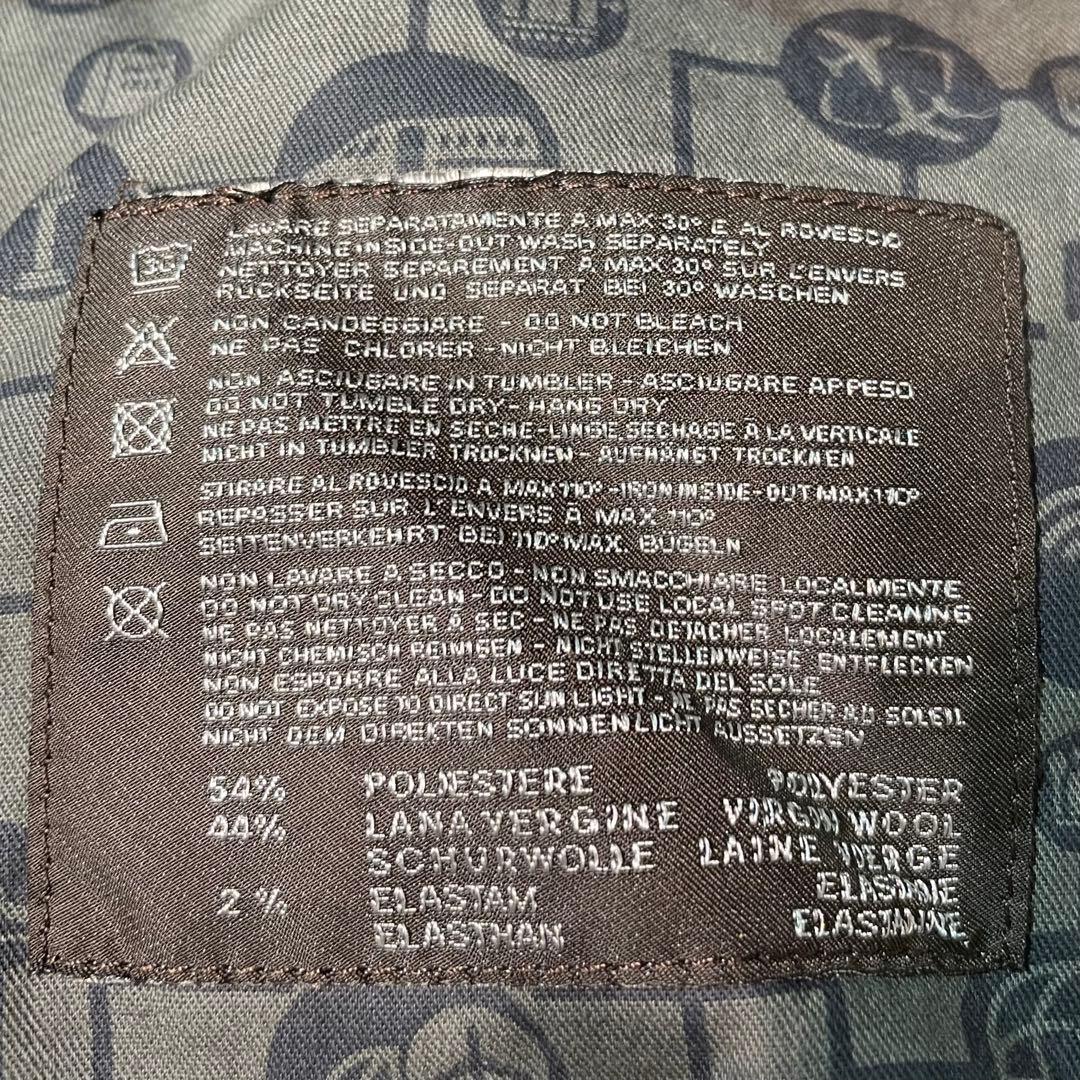 30
LAVARE SEPARATAMENTE A MAX 30° E AL ROVESCIO
MACHINE INSIDE-OUT WASH SEPARATELY
NETTOYER SEPAREMENT A MAX 30° SUR L'ENVERS
RÜCKSEITE UND SEPARAT BEI 30° WASCHEN
NON CANDEGGIARE - DO NOT BLEACH
NE PAS CHLORER - NICHT BLEICHEN
NON ASCIUGARE IN TUMBLER - ASCIUGARE APPESO
DO NOT TUMBLE DRY - HANG DRY
NE PAS METTRE EN SECHE-LINGE SECHAGE À LA VERTICALE
NICHT IN TUMBLER TROCKNEN - AUFHANGT TROCKNEN
STIRARE AL ROVESCIO A MAX 110° - IRON INSIDE-OUT MAX 110°
REPASSER SUR L'ENVERS À MAX 110°
SEITENVERKEHRT BEI 110° MAX. BUGELN
NON LAVARE A SECCO - NON SMACCHIARE LOCALMENTE
DO NOT DRY CLEAN - DO NOT USE LOCAL SPOT CLEANING
NE PAS NETTOYER A SEC - NE PAS DETACHER LOCALEMENT
NICHT CHEMISCH REINIGEN - NICHT STELLENWEISE ENTFLECKEN
NON ESPORRE ALLA LUCE DIRETTA DEL SOLE
DO NOT EXPOSE TO DIRECT SUN LIGHT - NE PAS SECHER AU SOLEIL
NICHT DEM DIREKTEN SONNENLICHT AUSSETZEN
54% POLIESTERE POLYESTER
44% LANA VERGINE VIRGIN WOOL
SCHURWOLLE LAINE VIERGE
2% ELASTAM ELASTANE
ELASTHAN ELASTANNE